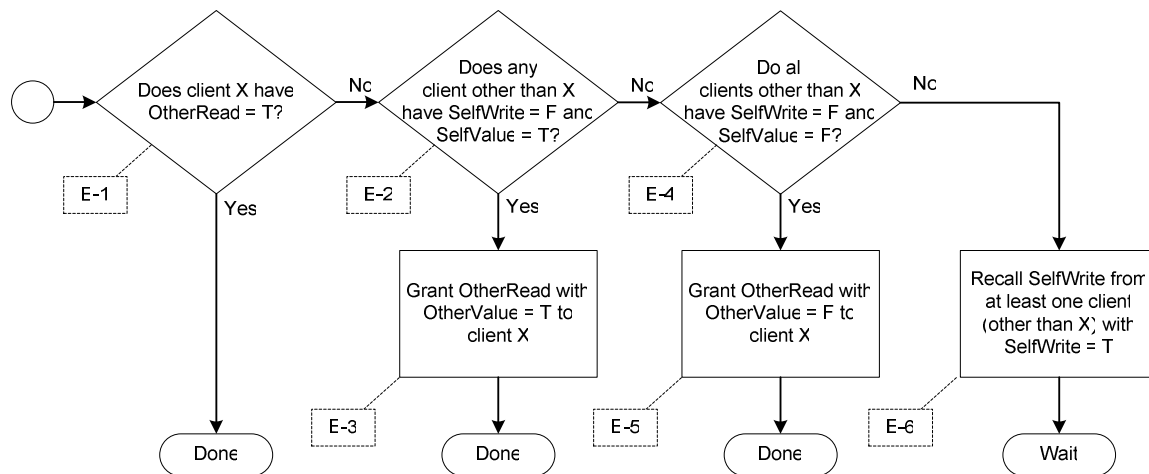 Does client X have
OtherRead = T?
No
Does any
client other than X
have SelfWrite = F and
SelfValue = T?
No
Do al
clients other than X
have SelfWrite = F and
SelfValue = F?
No
E-1
E-2
E-4
Yes
Yes
Yes
Grant OtherRead with
OtherValue = T to
client X
Grant OtherRead with
OtherValue = F to
client X
Recall SelfWrite from
at least one client
(other than X) with
SelfWrite = T
E-3
E-5
E-6
Done
Done
Done
Wait